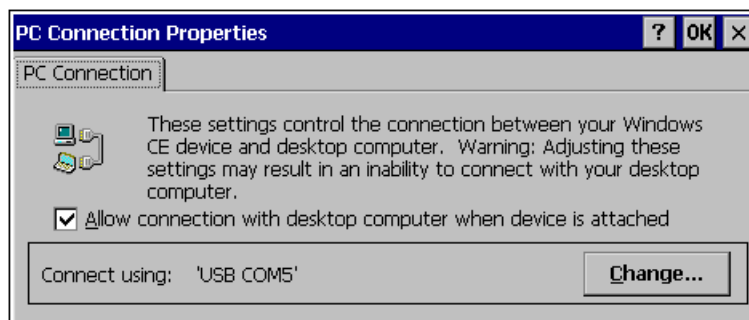 PC Connection Properties ? OK ×
PC Connection
These settings control the connection between your Windows
CE device and desktop computer. Warning: Adjusting these
settings may result in an inability to connect with your desktop
computer.
Allow connection with desktop computer when device is attached
Connect using: 'USB COM5' Change...